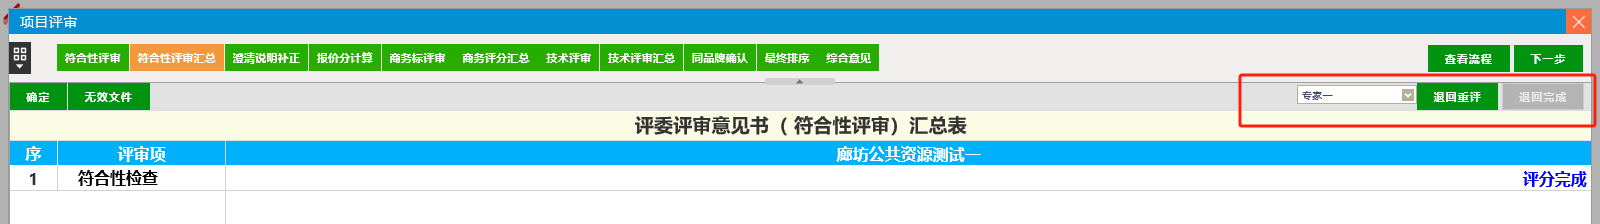 项目评审
符合性评审 符合性评审汇总 澄清说明补正 报价分计算 商务标评审 商务评分汇总 技术评审 技术评审汇总 同品牌确认 最终排序 综合意见 查看流程 下一步
确定 无效文件 专家一 退回重评 退回完成
评委评审意见书（符合性评审）汇总表
序 评审项 廊坊公共资源测试一
1 符合性检查 评分完成